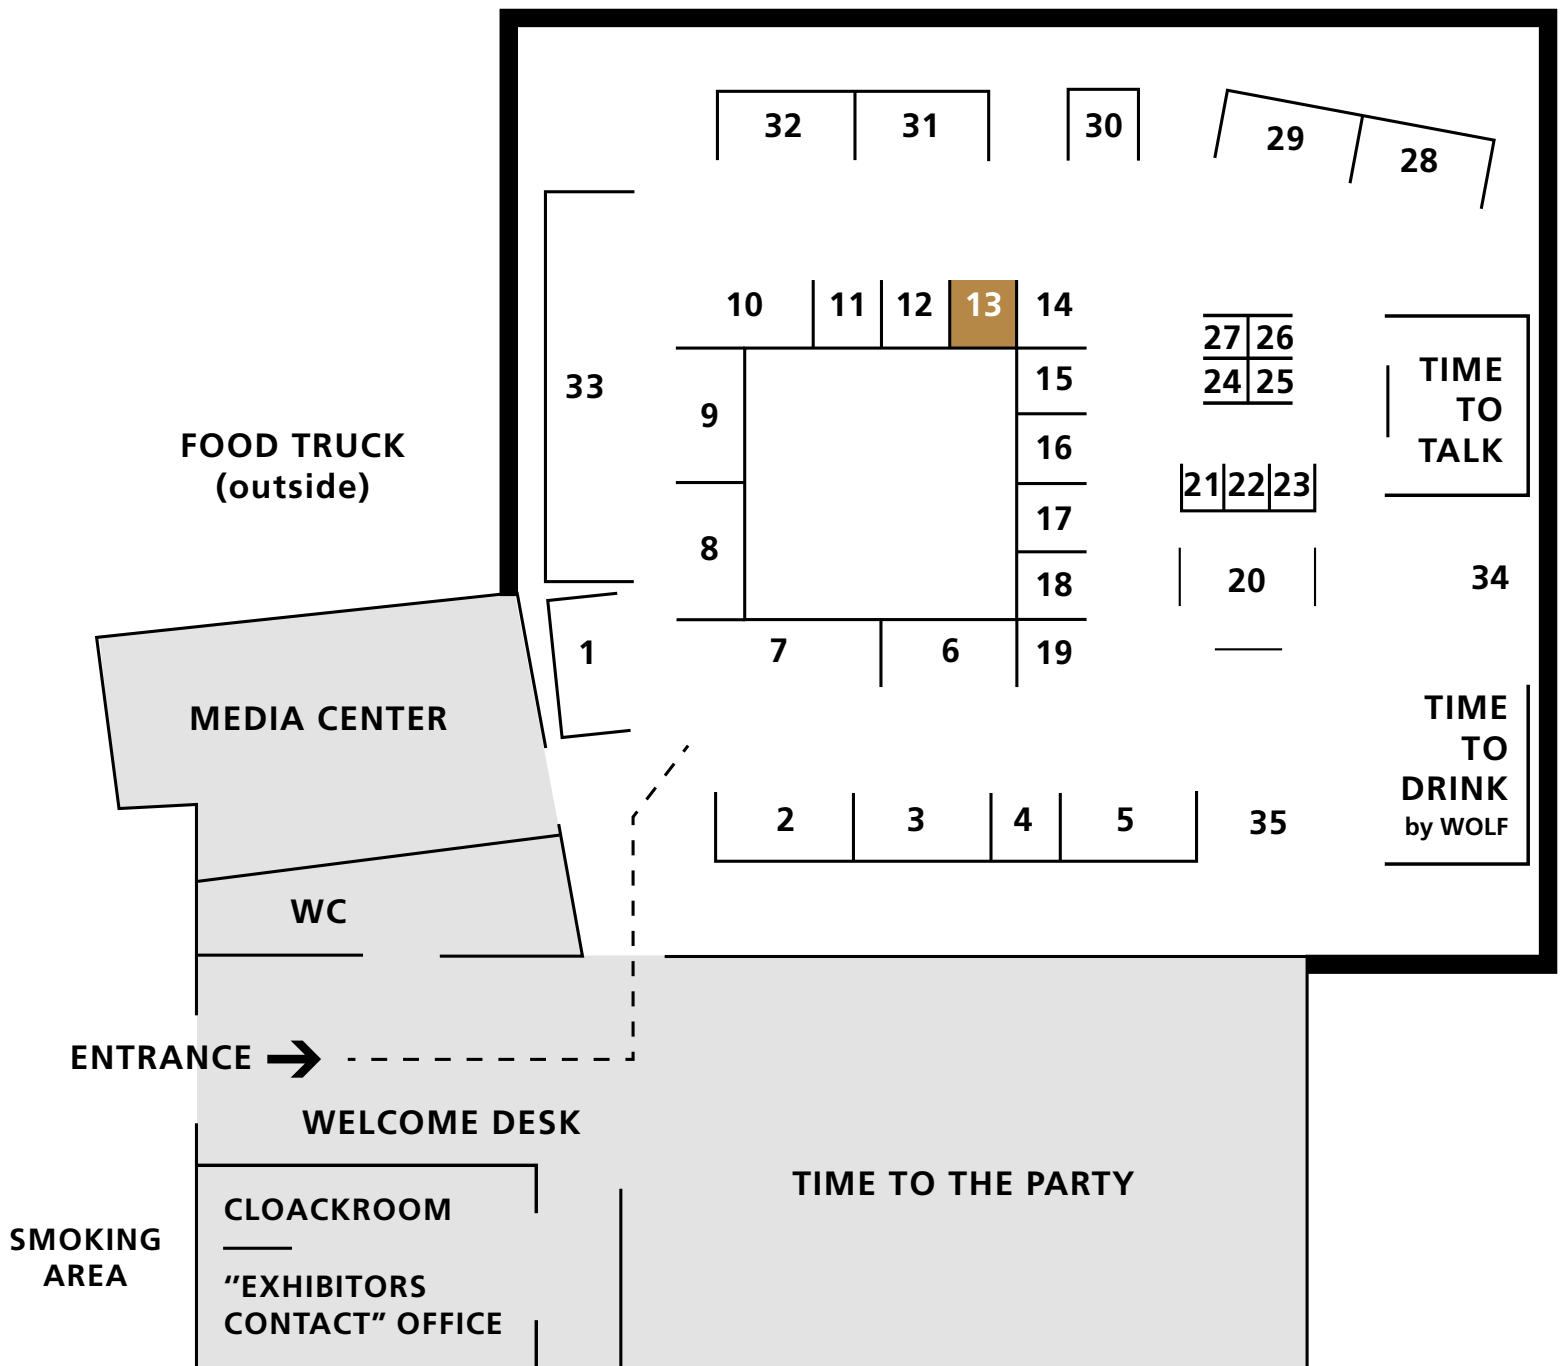 32
31
30
29
28
10
11
12
13
14
33
9
8
15
16
17
18
27
26
24
25
TIME
TO
TALK
FOOD TRUCK
(outside)
21
22
23
20
34
1
7
6
19
MEDIA CENTER
TIME
TO
DRINK
by WOLF
2
3
4
5
35
WC
ENTRANCE
WELCOME DESK
TIME TO THE PARTY
CLOACKROOM
SMOKING
AREA
“EXHIBITORS
CONTACT” OFFICE